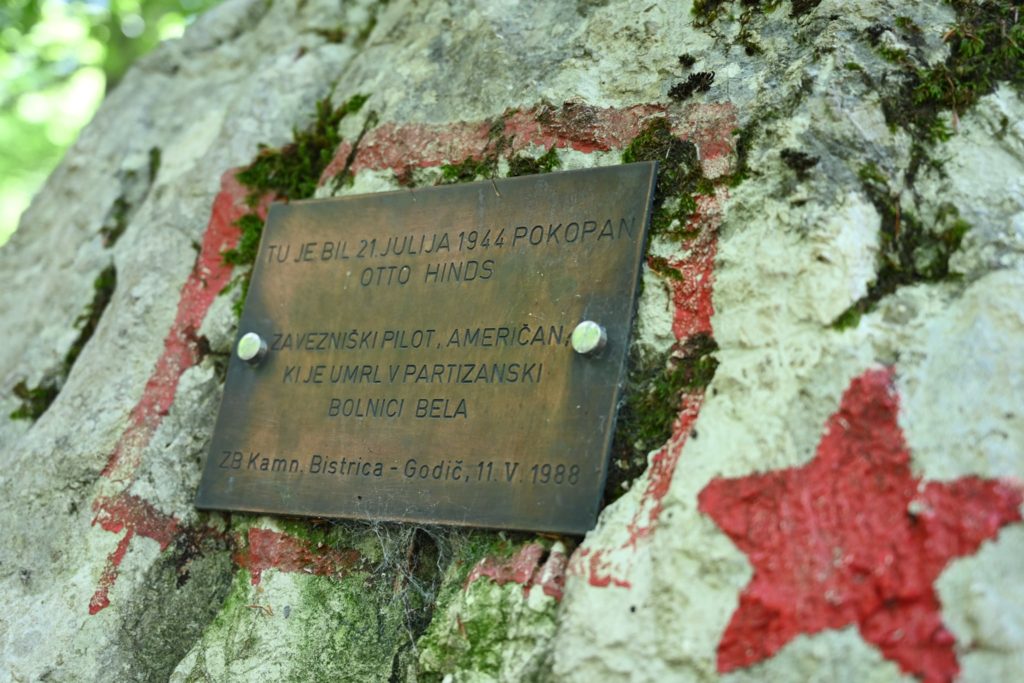 TU JE BIL 21. JULIJA 1944 POKOPAN
OTTO HINDS
ZAVEZNIŠKI PILOT, AMERIČAN,
KI JE UMRL V PARTIZANSKI
BOLNICI BELA
ZB Kamn. Bistrica - Godič, 11. V. 1988